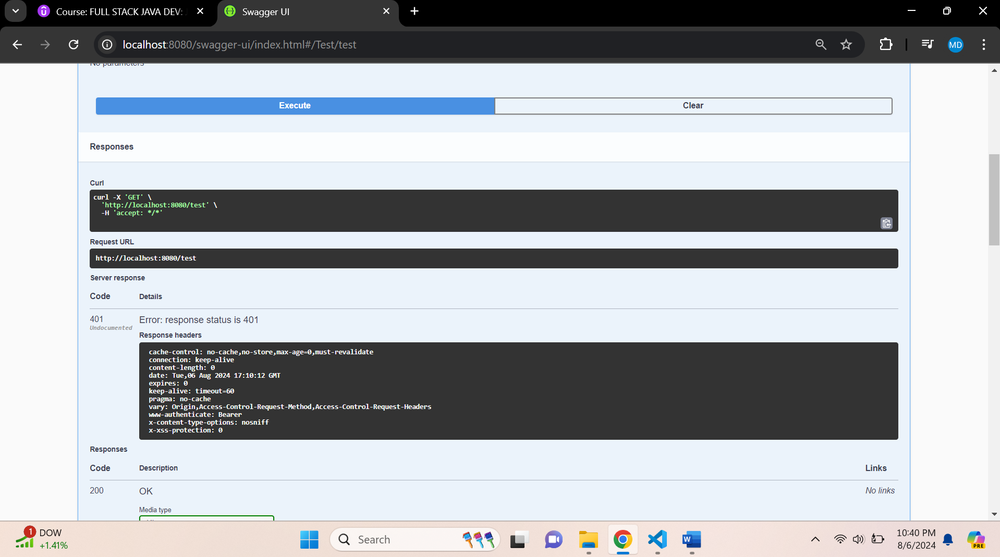 Course: FULL STACK JAVA DEV:
Swagger UI
localhost:8080/swagger-ui/index.html#/Test/test
MD
No parameters
Execute
Clear
Responses
Curl
curl -X 'GET' \
'http://localhost:8080/test' \
-H 'accept: */*'
Request URL
http://localhost:8080/test
Server response
Code Details
401 Error: response status is 401
Undocumented
Response headers
cache-control: no-cache,no-store,max-age=0,must-revalidate
connection: keep-alive
content-length: 0
date: Tue,06 Aug 2024 17:10:12 GMT
expires: 0
keep-alive: timeout=60
pragma: no-cache
vary: Origin,Access-Control-Request-Method,Access-Control-Request-Headers
www-authenticate: Bearer
x-content-type-options: nosniff
x-xss-protection: 0
Responses
Code Description Links
200 OK No links
Media type
1 DOW
+1.41%
Search
W
10:40 PM
8/6/2024
PRE